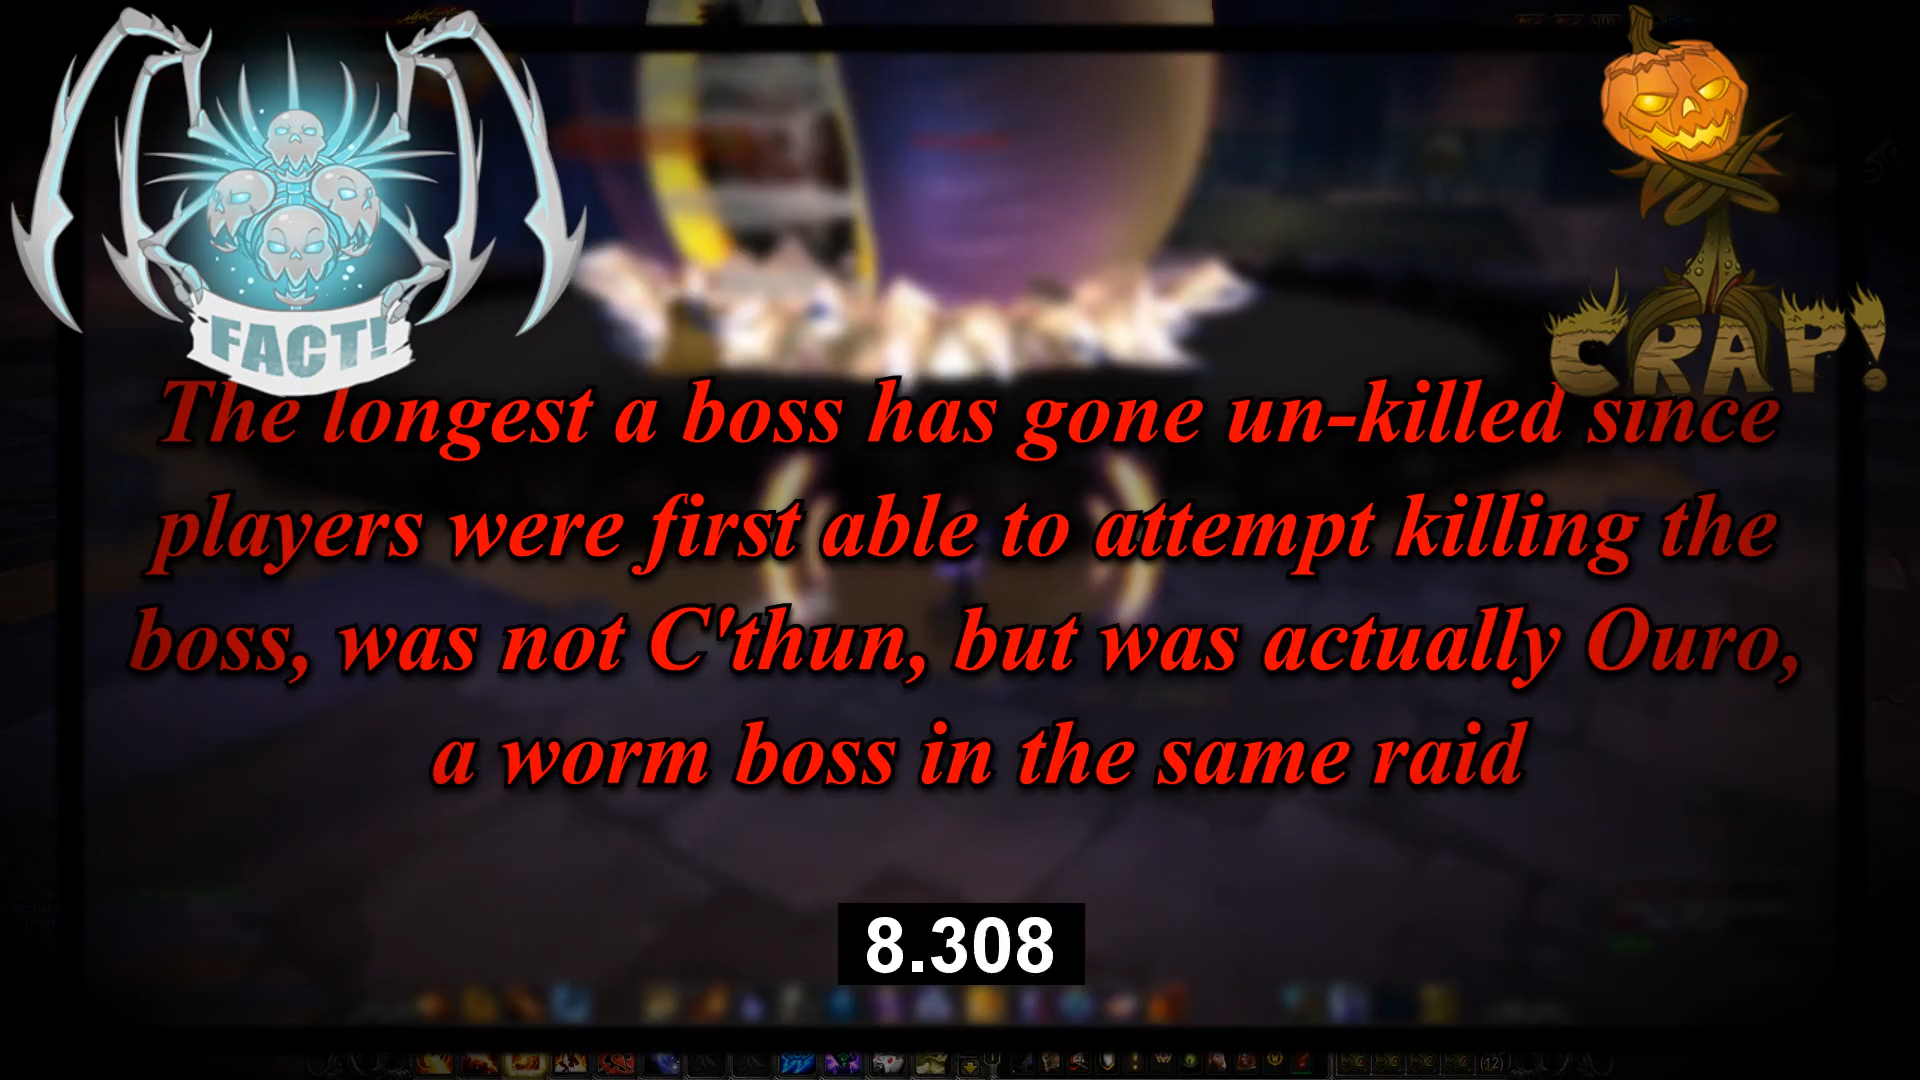 FACT!
CRAP!
The longest a boss has gone un-killed since
players were first able to attempt killing the
boss, was not C'thun, but was actually Ouro,
a worm boss in the same raid
8.308
(12)